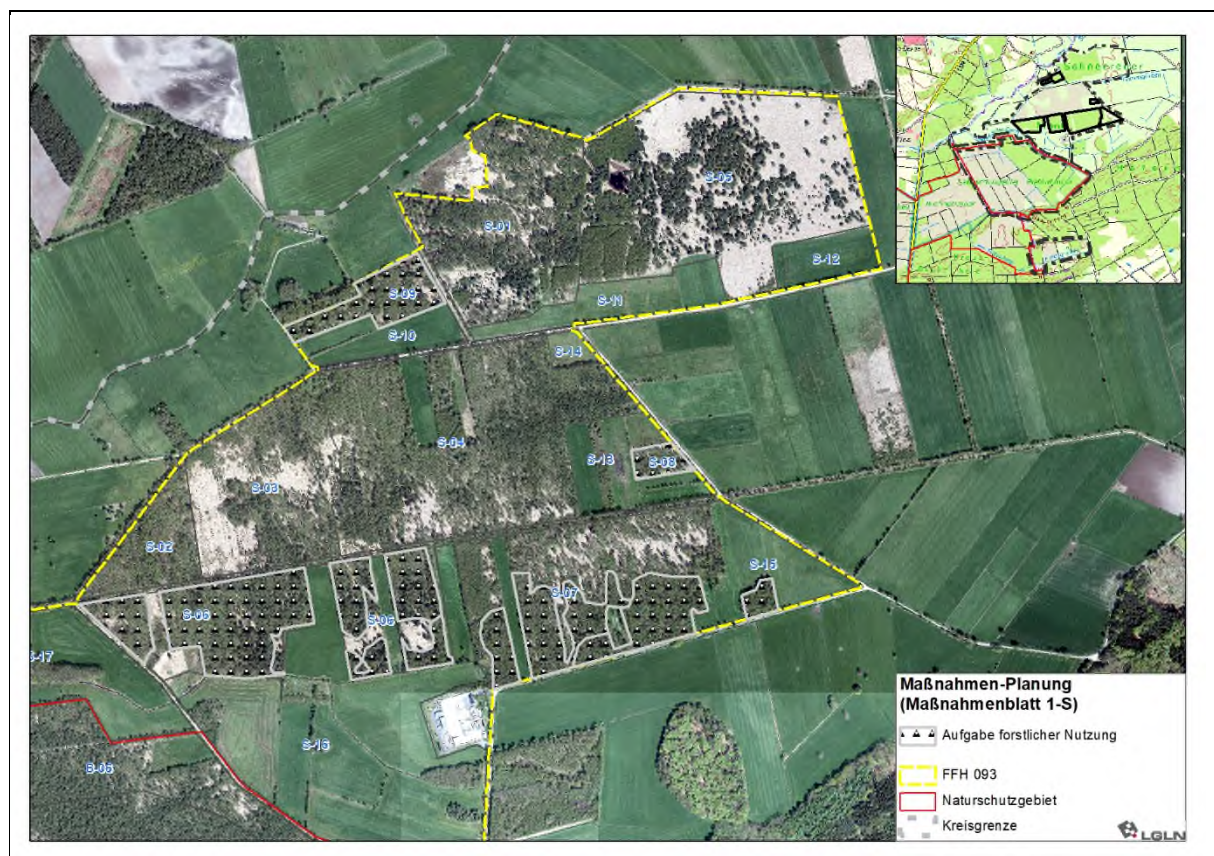 Schneerener
S-05
S-01
S-12
S-09
S-11
S-10
S-14
S-04
S-13
S-08
S-03
S-02
S-15
S-07
S-05
S-06
S-17
S-16
B-06
Maßnahmen-Planung
(Maßnahmenblatt 1-S)
Aufgabe forstlicher Nutzung
FFH 093
Naturschutzgebiet
Kreisgrenze
LGLN